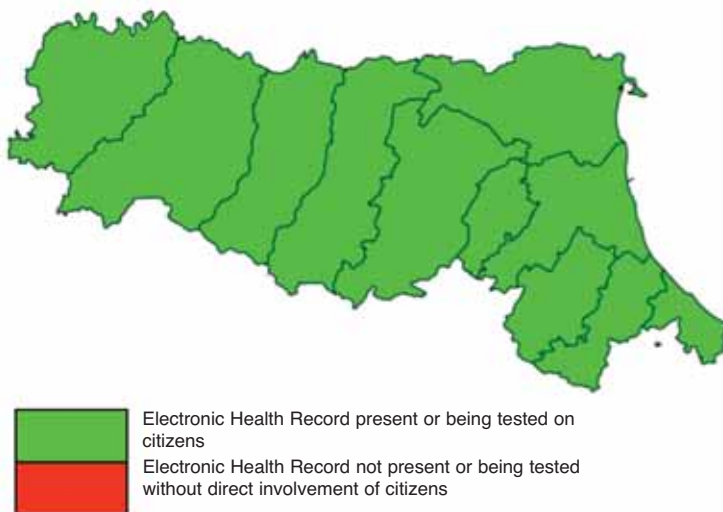 Electronic Health Record present or being tested on
citizens
Electronic Health Record not present or being tested
without direct involvement of citizens